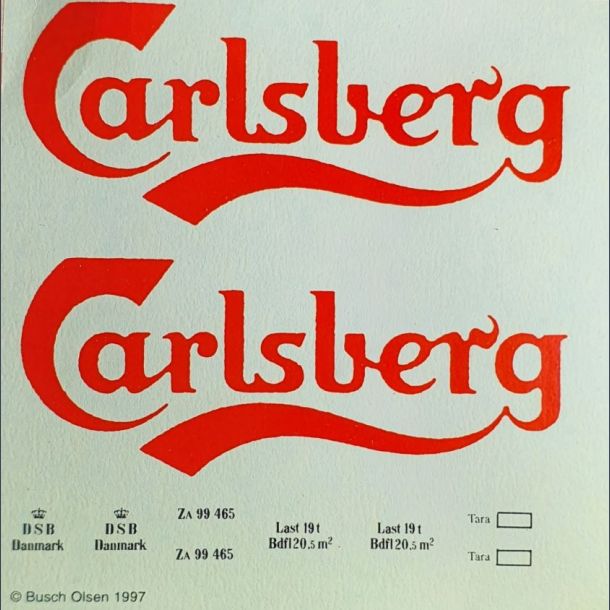 Carlsberg
Carlsberg
DSB
Danmark
DSB
Danmark
ZA 99 465
ZA 99 465
Last 19 t
Bdfl 20,5 m²
Last 19 t
Bdfl 20,5 m²
Tara
Tara
© Busch Olsen 1997